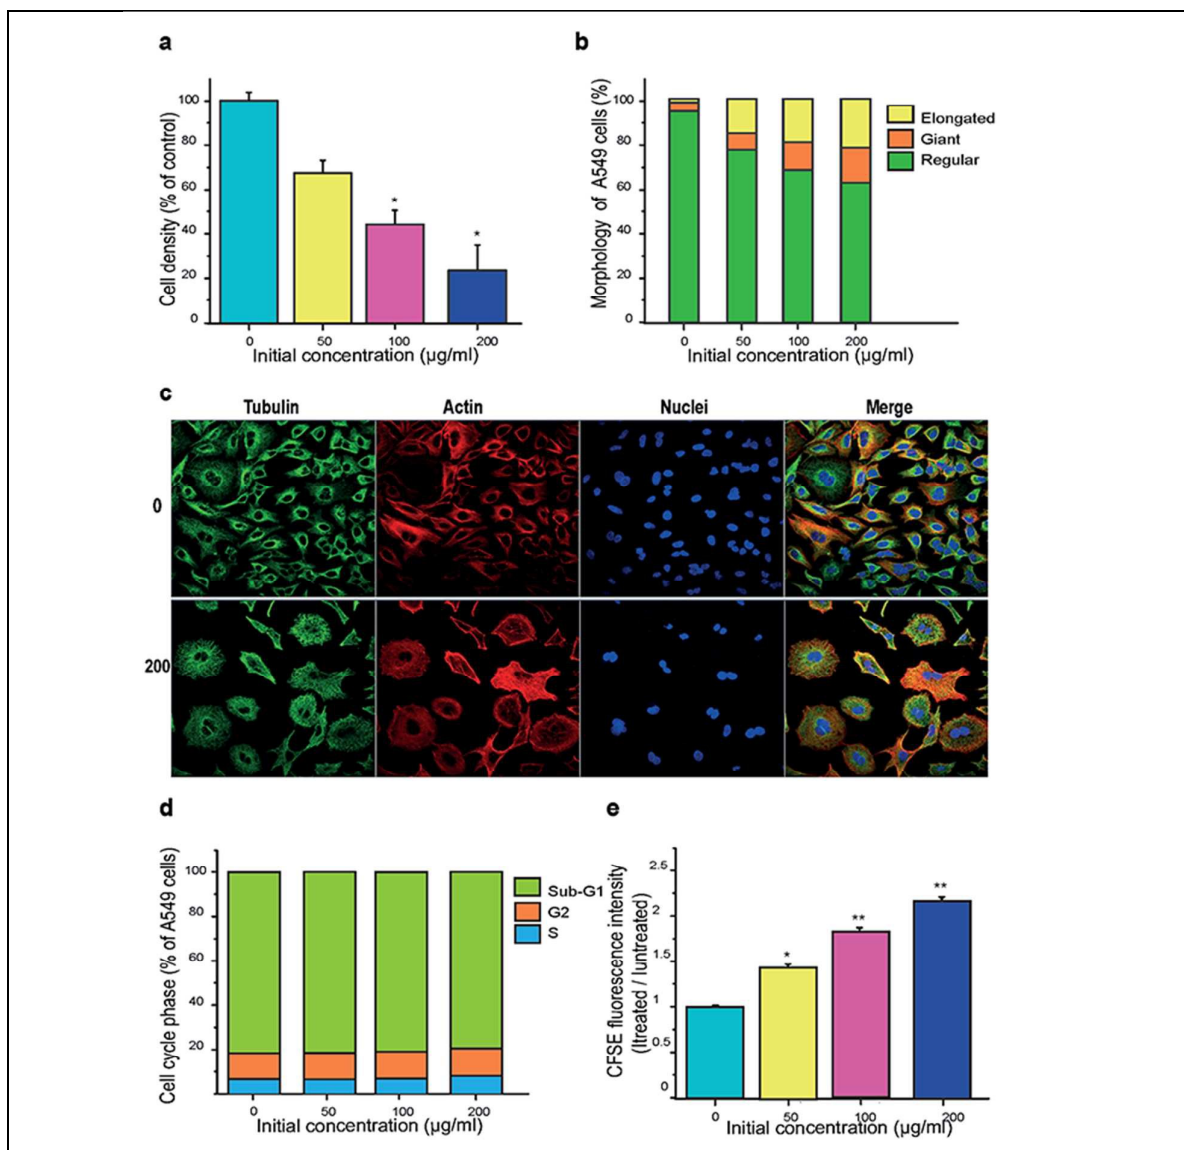 a
Cell density (% of control)
100
80
60
40
20
0
*
*
0 50 100 200
Initial concentration (µg/ml)
b
Morphology of A549 cells (%)
100
80
60
40
20
0
Elongated
Giant
Regular
0 50 100 200
Initial concentration (µg/ml)
c
Tubulin Actin Nuclei Merge
0
200
d
Cell cycle phase (% of A549 cells)
100
80
60
40
20
Sub-G1
G2
S
0 50 100 200
Initial concentration (µg/ml)
e
CFSE fluorescence intensity
(Itreated / Iuntreated)
2.5
2
1.5
1
0.5
0
*
**
**
0 50 100 200
Initial concentration (µg/ml)